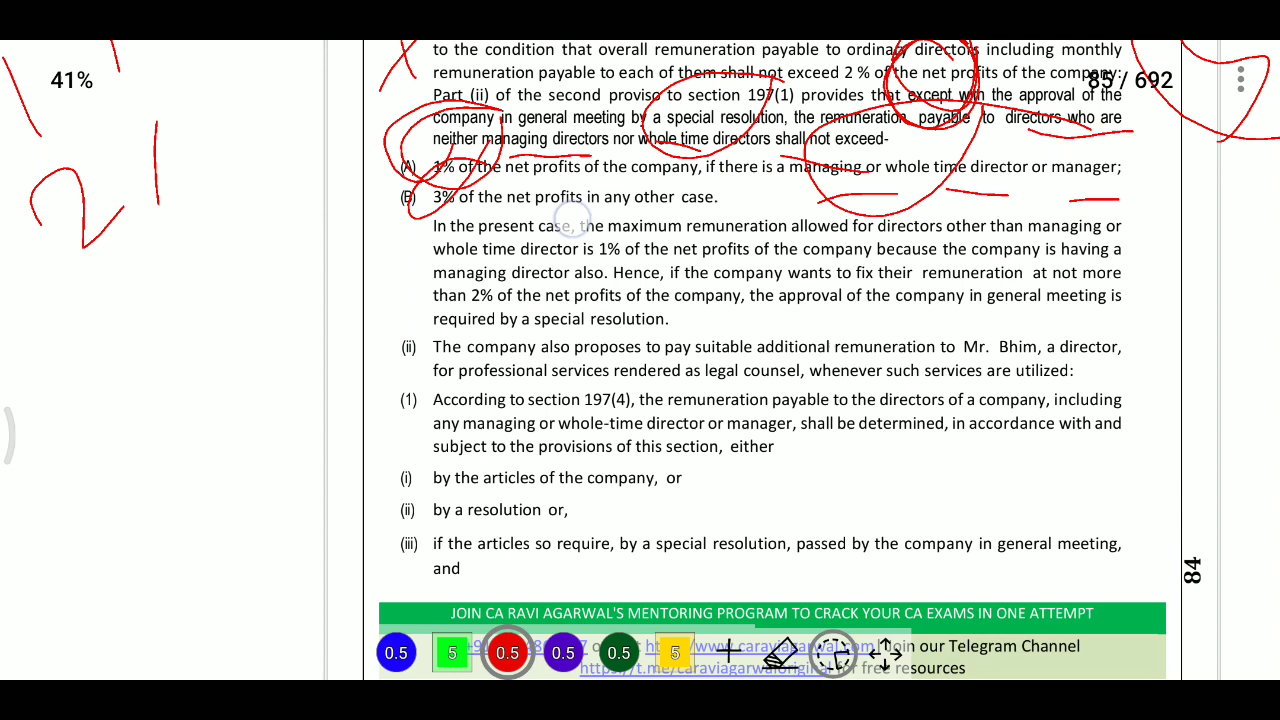 to the condition that overall remuneration payable to ordinary directors including monthly
41%
85 / 692
remuneration payable to each of them shall not exceed 2 % of the net profits of the company:
Part (ii) of the second proviso to section 197(1) provides that except with the approval of the
company in general meeting by a special resolution, the remuneration payable to directors who are
neither managing directors nor whole time directors shall not exceed-
(A) 1% of the net profits of the company, if there is a managing or whole time director or manager;
(B) 3% of the net profits in any other case.
21
In the present case, the maximum remuneration allowed for directors other than managing or
whole time director is 1% of the net profits of the company because the company is having a
managing director also. Hence, if the company wants to fix their remuneration at not more
than 2% of the net profits of the company, the approval of the company in general meeting is
required by a special resolution.
(ii) The company also proposes to pay suitable additional remuneration to Mr. Bhim, a director,
for professional services rendered as legal counsel, whenever such services are utilized:
(1) According to section 197(4), the remuneration payable to the directors of a company, including
any managing or whole-time director or manager, shall be determined, in accordance with and
subject to the provisions of this section, either
(i) by the articles of the company, or
(ii) by a resolution or,
(iii) if the articles so require, by a special resolution, passed by the company in general meeting,
and
84
JOIN CA RAVI AGARWAL'S MENTORING PROGRAM TO CRACK YOUR CA EXAMS IN ONE ATTEMPT
0.5 5 0.5 0.5 0.5 5
www.caraviagarwal.com Join our Telegram Channel
https://t.me/caraviagarwaloriginal for free resources